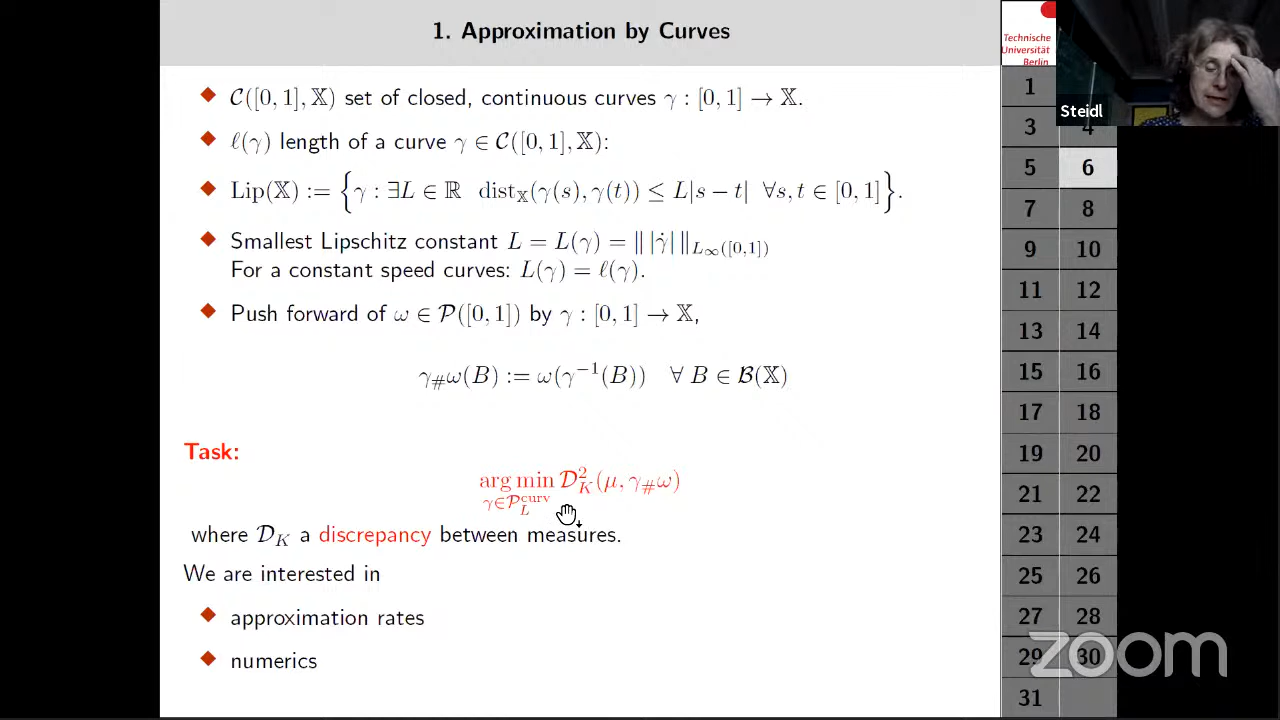 1. Approximation by Curves
◆ 𝒞([0, 1], 𝕏) set of closed, continuous curves γ : [0, 1] → 𝕏.
◆ ℓ(γ) length of a curve γ ∈ 𝒞([0, 1], 𝕏):
◆ Lip(𝕏) := {γ : ∃L ∈ ℝ dist_𝕏(γ(s), γ(t)) ≤ L|s − t| ∀s, t ∈ [0, 1]}.
◆ Smallest Lipschitz constant L = L(γ) = ‖ |γ̇| ‖_{L_∞([0,1])}
For a constant speed curves: L(γ) = ℓ(γ).
◆ Push forward of ω ∈ 𝒫([0, 1]) by γ : [0, 1] → 𝕏,
γ_#ω(B) := ω(γ^{−1}(B)) ∀ B ∈ ℬ(𝕏)
Task:
arg min_{γ∈𝒫_L^{curv}} 𝒟_K^2(μ, γ_#ω)
where 𝒟_K a discrepancy between measures.
We are interested in
◆ approximation rates
◆ numerics
Technische
Universität
Berlin
Steidl
1
3 4
5 6
7 8
9 10
11 12
13 14
15 16
17 18
19 20
21 22
23 24
25 26
27 28
29 30
31
zoom